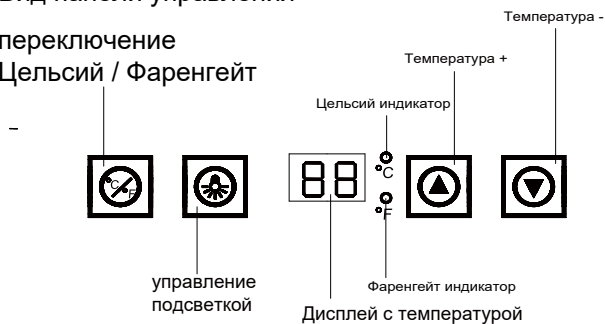 Вид панели управления
Температура -
переключение
Цельсий / Фаренгейт
Температура +
Цельсий индикатор
°C
°F
88
°C
°F
управление
подсветкой
Фаренгейт индикатор
Дисплей с температурой